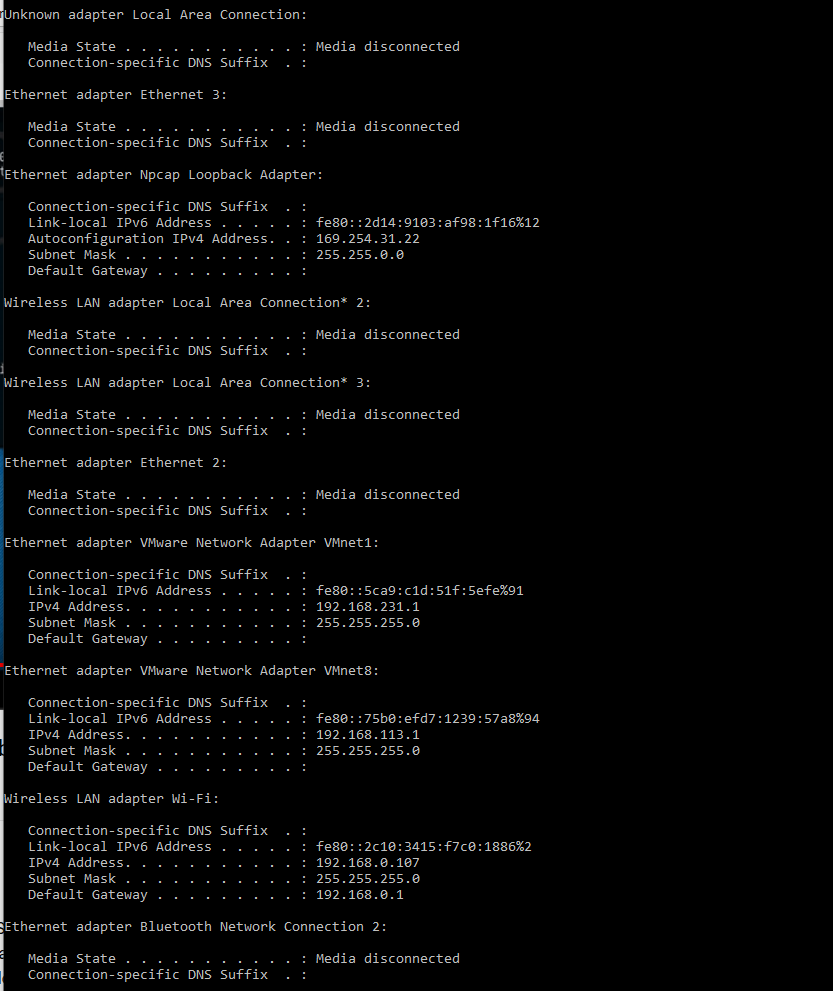 Unknown adapter Local Area Connection:
Media State . . . . . . . . . . . : Media disconnected
Connection-specific DNS Suffix  . :
Ethernet adapter Ethernet 3:
Media State . . . . . . . . . . . : Media disconnected
Connection-specific DNS Suffix  . :
Ethernet adapter Npcap Loopback Adapter:
Connection-specific DNS Suffix  . :
Link-local IPv6 Address . . . . . : fe80::2d14:9103:af98:1f16%12
Autoconfiguration IPv4 Address. . : 169.254.31.22
Subnet Mask . . . . . . . . . . . : 255.255.0.0
Default Gateway . . . . . . . . . :
Wireless LAN adapter Local Area Connection* 2:
Media State . . . . . . . . . . . : Media disconnected
Connection-specific DNS Suffix  . :
Wireless LAN adapter Local Area Connection* 3:
Media State . . . . . . . . . . . : Media disconnected
Connection-specific DNS Suffix  . :
Ethernet adapter Ethernet 2:
Media State . . . . . . . . . . . : Media disconnected
Connection-specific DNS Suffix  . :
Ethernet adapter VMware Network Adapter VMnet1:
Connection-specific DNS Suffix  . :
Link-local IPv6 Address . . . . . : fe80::5ca9:c1d:51f:5efe%91
IPv4 Address. . . . . . . . . . . : 192.168.231.1
Subnet Mask . . . . . . . . . . . : 255.255.255.0
Default Gateway . . . . . . . . . :
Ethernet adapter VMware Network Adapter VMnet8:
Connection-specific DNS Suffix  . :
Link-local IPv6 Address . . . . . : fe80::75b0:efd7:1239:57a8%94
IPv4 Address. . . . . . . . . . . : 192.168.113.1
Subnet Mask . . . . . . . . . . . : 255.255.255.0
Default Gateway . . . . . . . . . :
Wireless LAN adapter Wi-Fi:
Connection-specific DNS Suffix  . :
Link-local IPv6 Address . . . . . : fe80::2c10:3415:f7c0:1886%2
IPv4 Address. . . . . . . . . . . : 192.168.0.107
Subnet Mask . . . . . . . . . . . : 255.255.255.0
Default Gateway . . . . . . . . . : 192.168.0.1
Ethernet adapter Bluetooth Network Connection 2:
Media State . . . . . . . . . . . : Media disconnected
Connection-specific DNS Suffix  . :